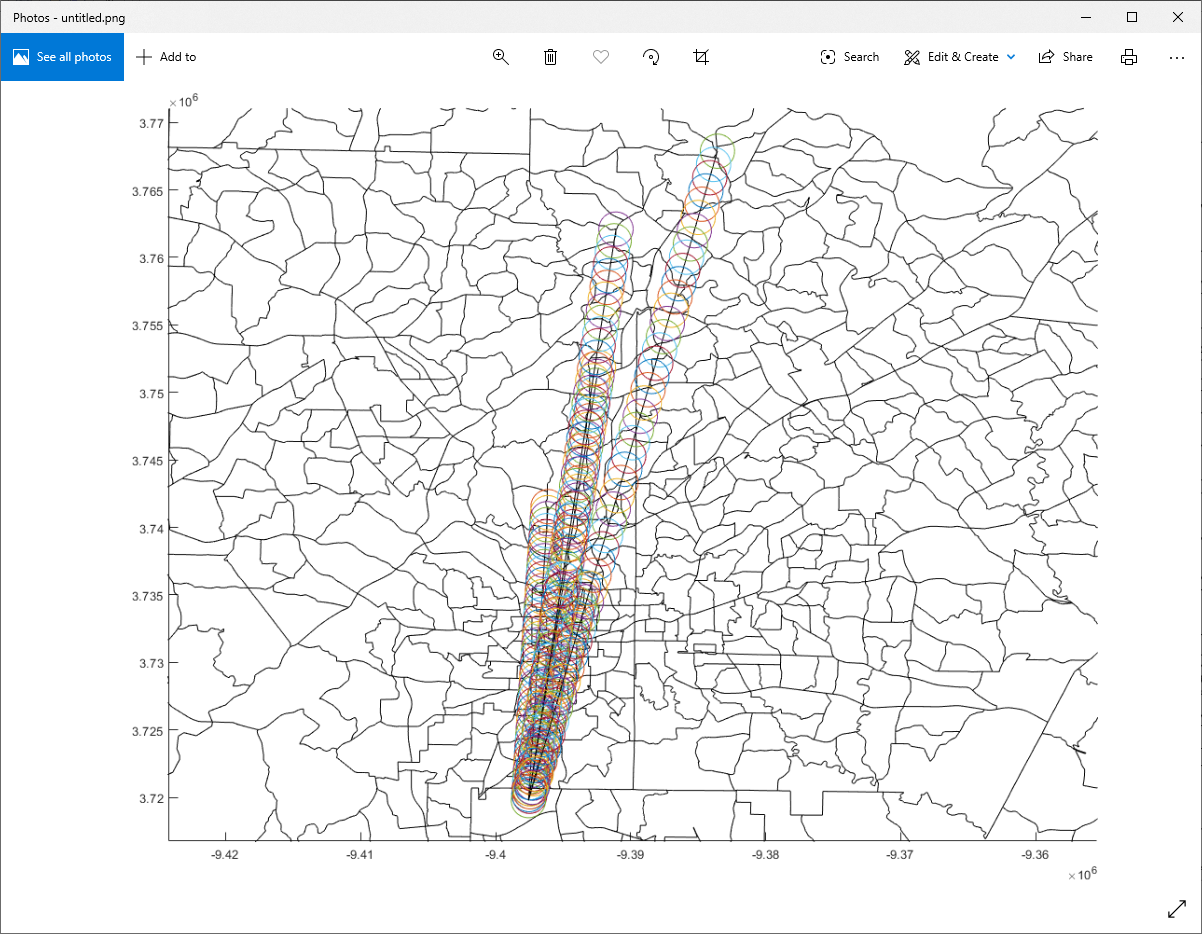 Photos - untitled.png
See all photos
Add to
Search
Edit & Create
Share
×10⁶
3.77
3.765
3.76
3.755
3.75
3.745
3.74
3.735
3.73
3.725
3.72
-9.42 -9.41 -9.4 -9.39 -9.38 -9.37 -9.36
×10⁶